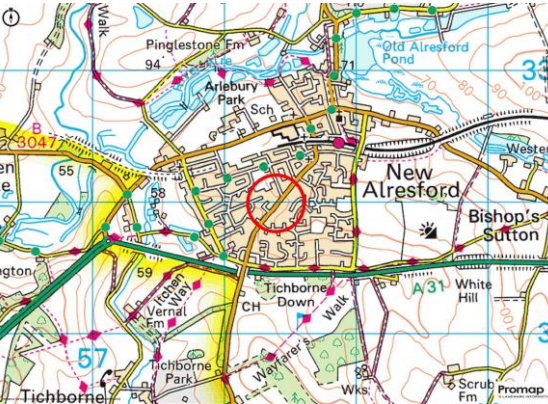 Walk
Pinglestone Fm
94
Old Alresford
Pond
71
33
Arlebury
Park
Sch
B
3047
55
58
New
Alresford
Bishop's
Sutton
59
Itchen
Way
CH
Tichborne
Down
A31
White
Hill
Vernal
Fm
57
Tichborne
Park
Wayfarer's
Walk
Wks
Scrub
Fm
Tichborne
Promap